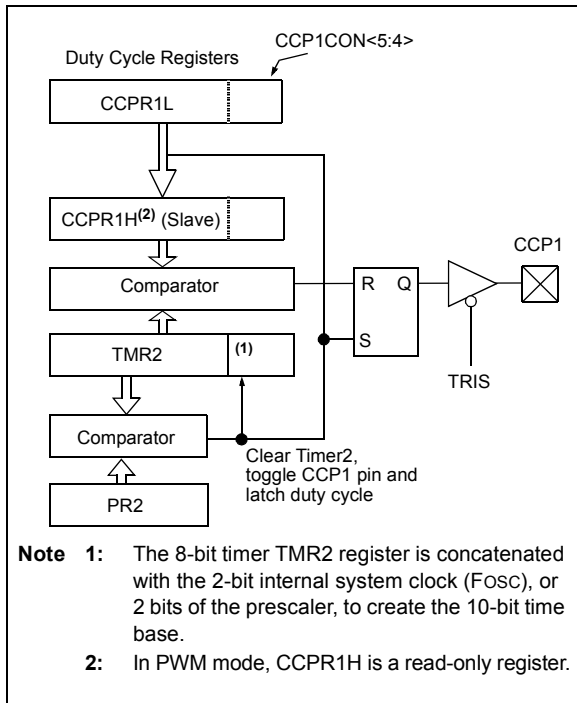 CCP1CON<5:4>
Duty Cycle Registers
CCPR1L
CCPR1H(2) (Slave)
CCP1
Comparator
R Q
TMR2
(1)
S
TRIS
Comparator
Clear Timer2,
toggle CCP1 pin and
latch duty cycle
PR2
Note 1: The 8-bit timer TMR2 register is concatenated
with the 2-bit internal system clock (FOSC), or
2 bits of the prescaler, to create the 10-bit time
base.
2: In PWM mode, CCPR1H is a read-only register.